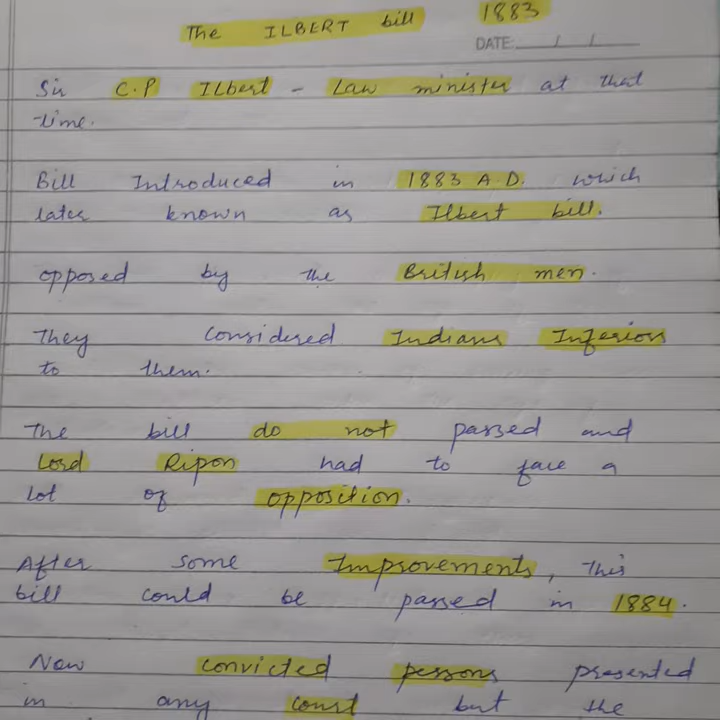 The ILBERT bill 1883
DATE: / /
Sir C.P Ilbert - Law minister at that
time.
Bill Introduced in 1883 A.D. which
later known as Ilbert bill.
opposed by the British men.
They considered Indians Inferiors
to them.
The bill do not passed and
Lord Ripon had to face a
lot of opposition.
After some Improvements, This
bill could be passed in 1884.
Now convicted persons presented
in any court but the